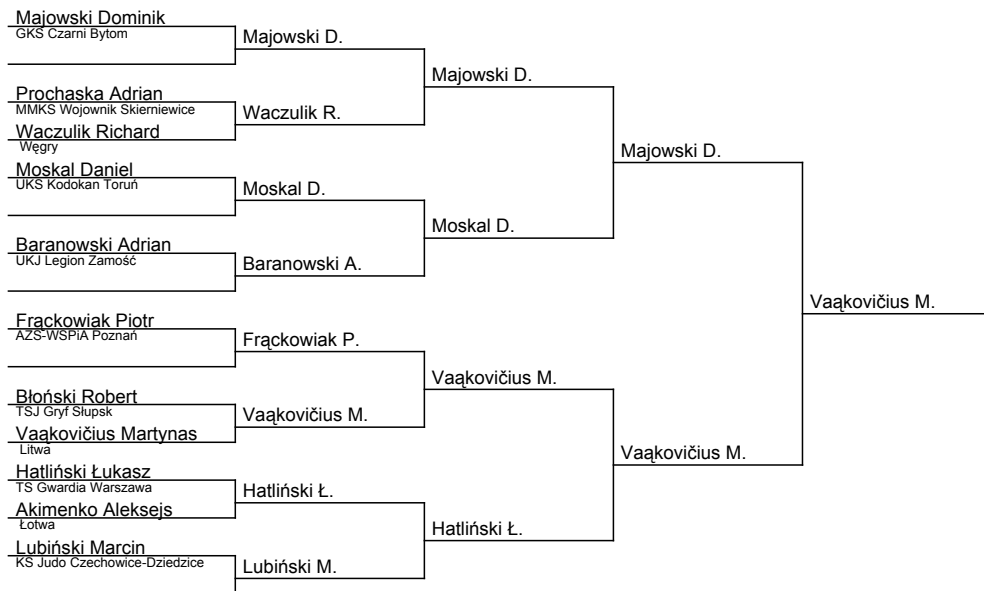 Majowski Dominik
GKS Czarni Bytom
Prochaska Adrian
MMKS Wojownik Skierniewice
Waczulik Richard
Węgry
Moskal Daniel
UKS Kodokan Toruń
Baranowski Adrian
UKJ Legion Zamość
Frąckowiak Piotr
AZS-WSPiA Poznań
Błoński Robert
TSJ Gryf Słupsk
Vaąkovičius Martynas
Litwa
Hatliński Łukasz
TS Gwardia Warszawa
Akimenko Aleksejs
Łotwa
Lubiński Marcin
KS Judo Czechowice-Dziedzice
Majowski D.
Waczulik R.
Moskal D.
Baranowski A.
Frąckowiak P.
Vaąkovičius M.
Hatliński Ł.
Lubiński M.
Majowski D.
Moskal D.
Vaąkovičius M.
Hatliński Ł.
Majowski D.
Vaąkovičius M.
Vaąkovičius M.